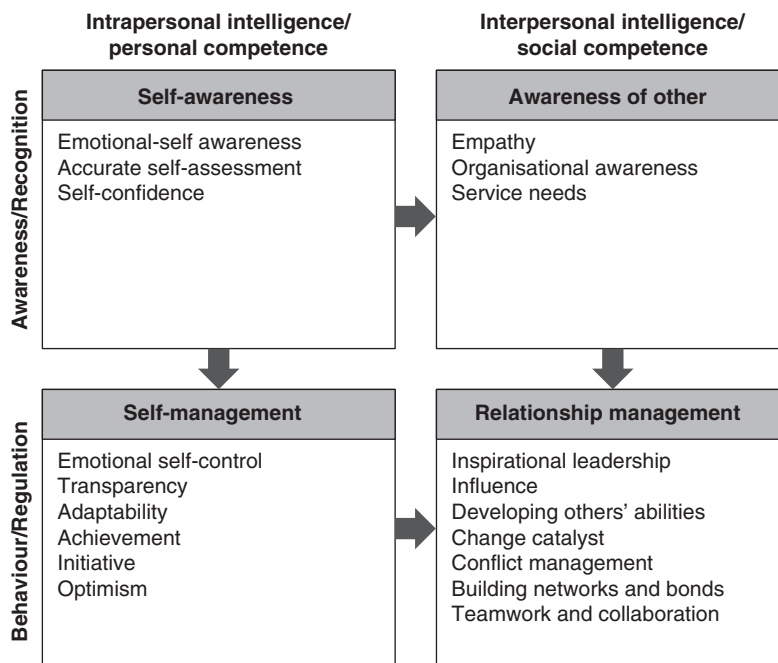 Intrapersonal intelligence/
personal competence
Interpersonal intelligence/
social competence
Awareness/Recognition
Self-awareness
Emotional-self awareness
Accurate self-assessment
Self-confidence
Awareness of other
Empathy
Organisational awareness
Service needs
Behaviour/Regulation
Self-management
Emotional self-control
Transparency
Adaptability
Achievement
Initiative
Optimism
Relationship management
Inspirational leadership
Influence
Developing others’ abilities
Change catalyst
Conflict management
Building networks and bonds
Teamwork and collaboration